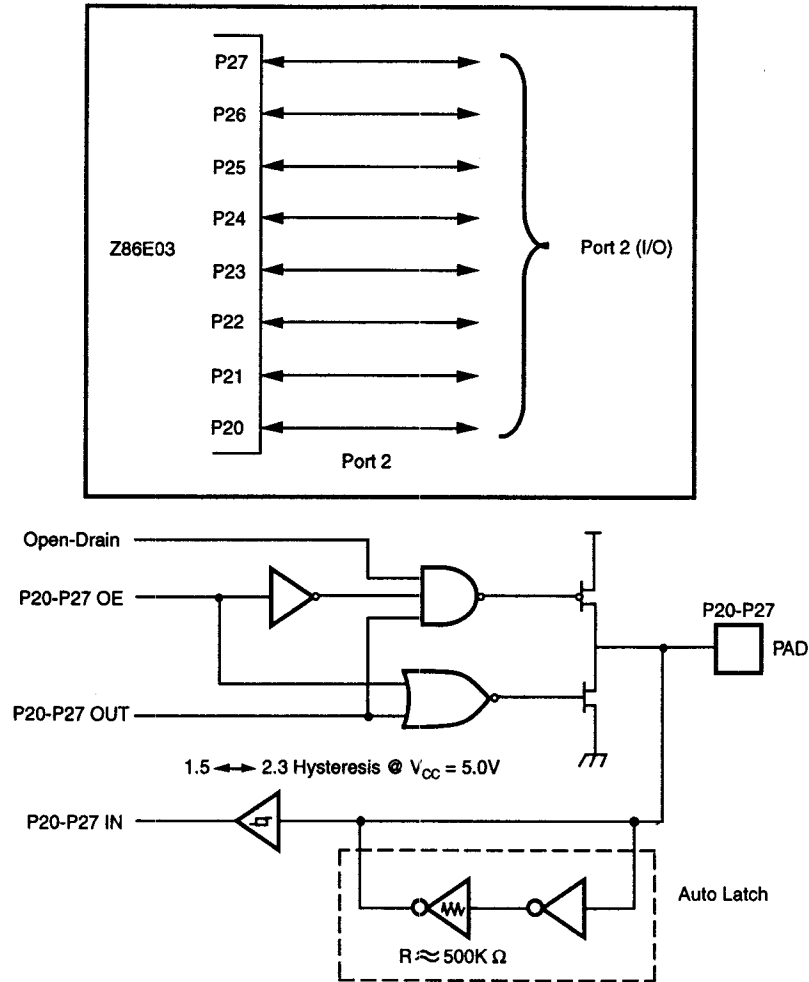 P27
P26
P25
P24
Z86E03
P23
Port 2 (I/O)
P22
P21
P20
Port 2
Open-Drain
P20-P27 OE
P20-P27
PAD
P20-P27 OUT
1.5 ◄─► 2.3 Hysteresis @ VCC = 5.0V
P20-P27 IN
Auto Latch
R ≈ 500K Ω